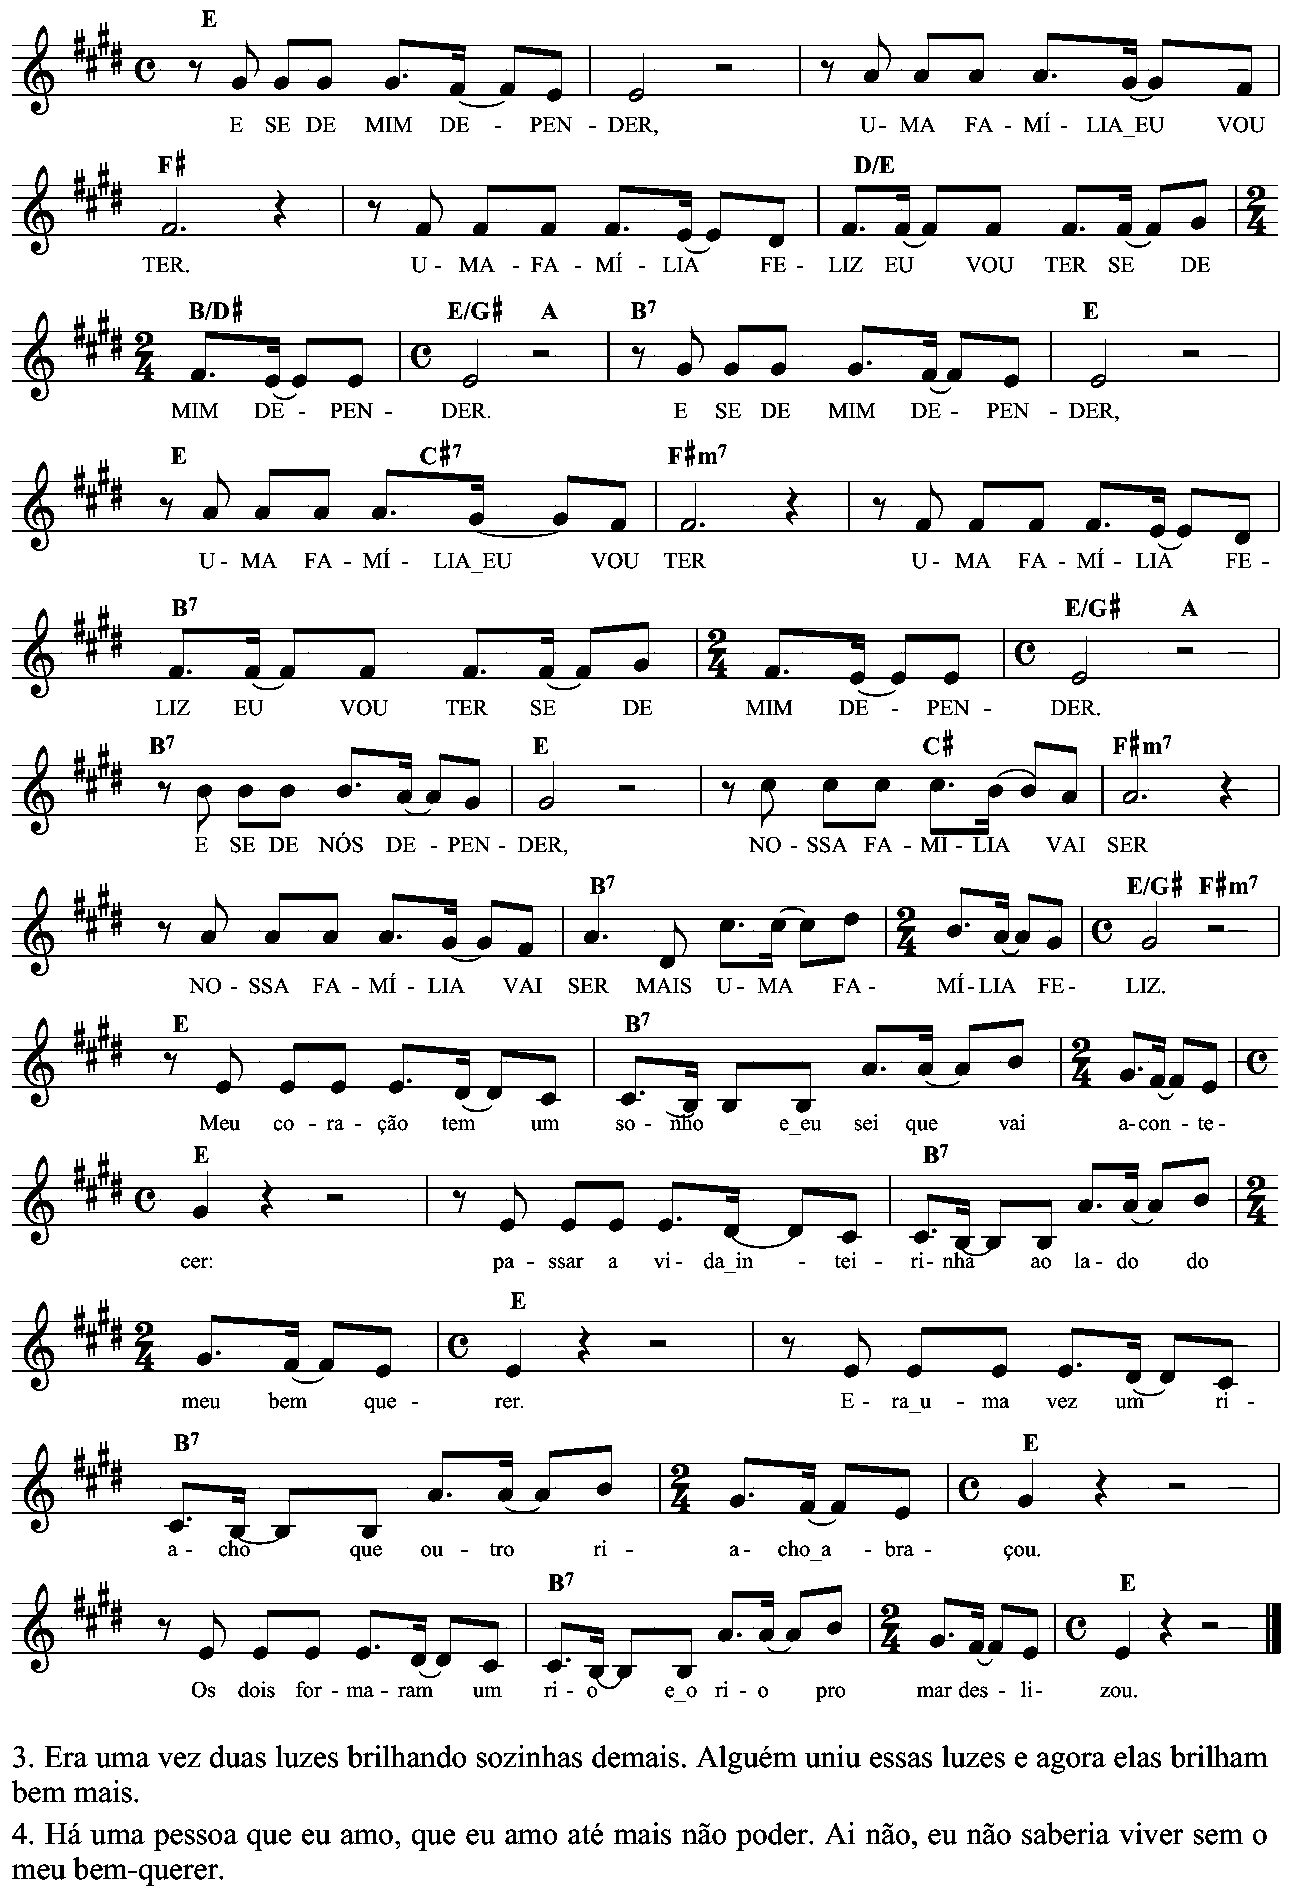 E
E SE DE MIM DE - PEN - DER, U- MA FA - MÍ - LIA_EU VOU
F# D/E
TER. U - MA - FA - MÍ - LIA FE - LIZ EU VOU TER SE DE
B/D# E/G# A B7 E
MIM DE - PEN - DER. E SE DE MIM DE - PEN - DER,
E C#7 F#m7
U - MA FA - MÍ - LIA_EU VOU TER U - MA FA - MÍ - LIA FE -
B7 E/G# A
LIZ EU VOU TER SE DE MIM DE - PEN - DER.
B7 E C# F#m7
E SE DE NÓS DE - PEN - DER, NO - SSA FA - MI - LIA VAI SER
B7 E/G# F#m7
NO - SSA FA - MÍ - LIA VAI SER MAIS U - MA FA - MÍ - LIA FE - LIZ.
E B7
Meu co - ra - ção tem um so - nho e_eu sei que vai a-con-te-
E B7
cer: pa - ssar a vi - da_in - tei - ri - nha ao la - do do
E
meu bem que - rer. E - ra_u - ma vez um ri -
B7 E
a - cho que ou - tro ri - a - cho_a - bra - çou.
B7 E
Os dois for - ma - ram um ri - o e_o ri - o pro mar des - li - zou.
3. Era uma vez duas luzes brilhando sozinhas demais. Alguém uniu essas luzes e agora elas brilham
bem mais.
4. Há uma pessoa que eu amo, que eu amo até mais não poder. Ai não, eu não saberia viver sem o
meu bem-querer.